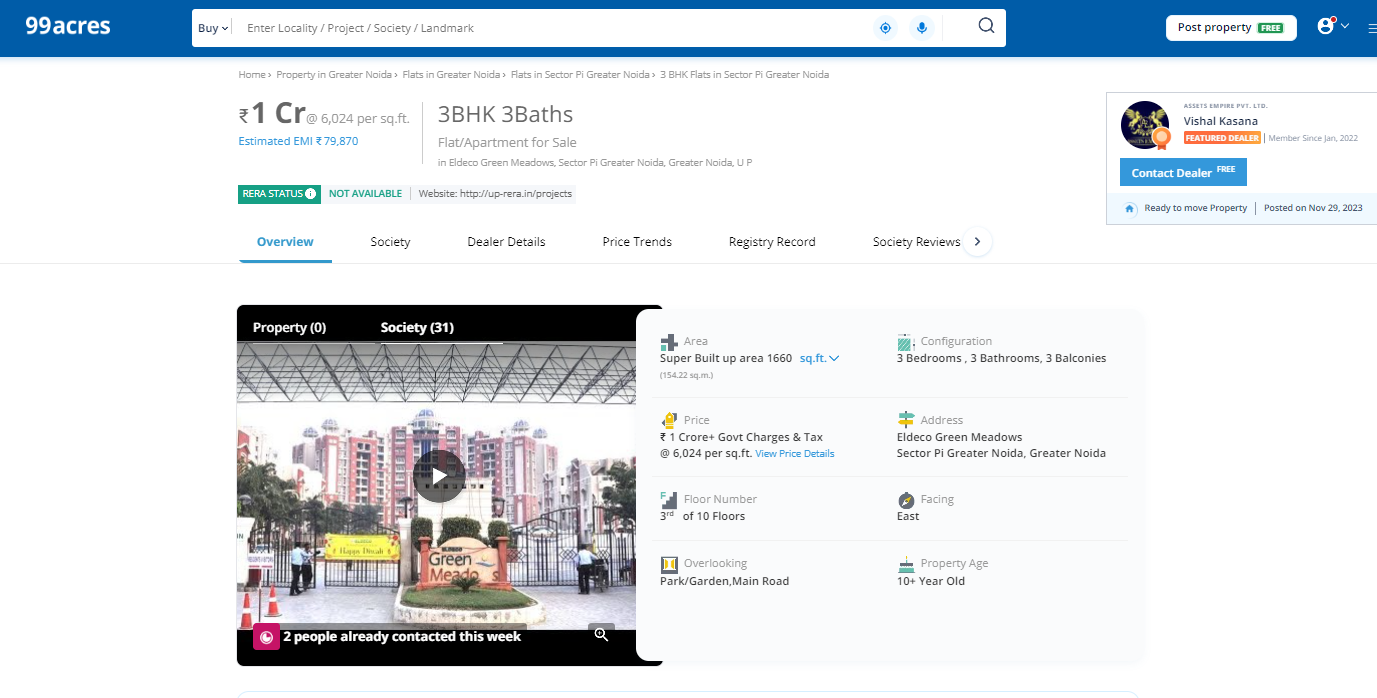 99acres
Buy
Enter Locality / Project / Society / Landmark
Post property FREE
Home › Property in Greater Noida › Flats in Greater Noida › Flats in Sector Pi Greater Noida › 3 BHK Flats in Sector Pi Greater Noida
₹ 1 Cr @ 6,024 per sq.ft.
Estimated EMI ₹ 79,870
3BHK 3Baths
Flat/Apartment for Sale
in Eldeco Green Meadows, Sector Pi Greater Noida, Greater Noida, U P
ASSETS EMPIRE PVT. LTD.
Vishal Kasana
FEATURED DEALER Member Since Jan, 2022
Contact Dealer FREE
Ready to move Property Posted on Nov 29, 2023
RERA STATUS NOT AVAILABLE Website: http://up-rera.in/projects
Overview Society Dealer Details Price Trends Registry Record Society Reviews
Property (0) Society (31)
Happy Diwali
ELDECO
Green
Meado s
2 people already contacted this week
Area
Super Built up area 1660 sq.ft.
(154.22 sq.m.)
Configuration
3 Bedrooms , 3 Bathrooms, 3 Balconies
Price
₹ 1 Crore+ Govt Charges & Tax
@ 6,024 per sq.ft. View Price Details
Address
Eldeco Green Meadows
Sector Pi Greater Noida, Greater Noida
Floor Number
3rd of 10 Floors
Facing
East
Overlooking
Park/Garden,Main Road
Property Age
10+ Year Old